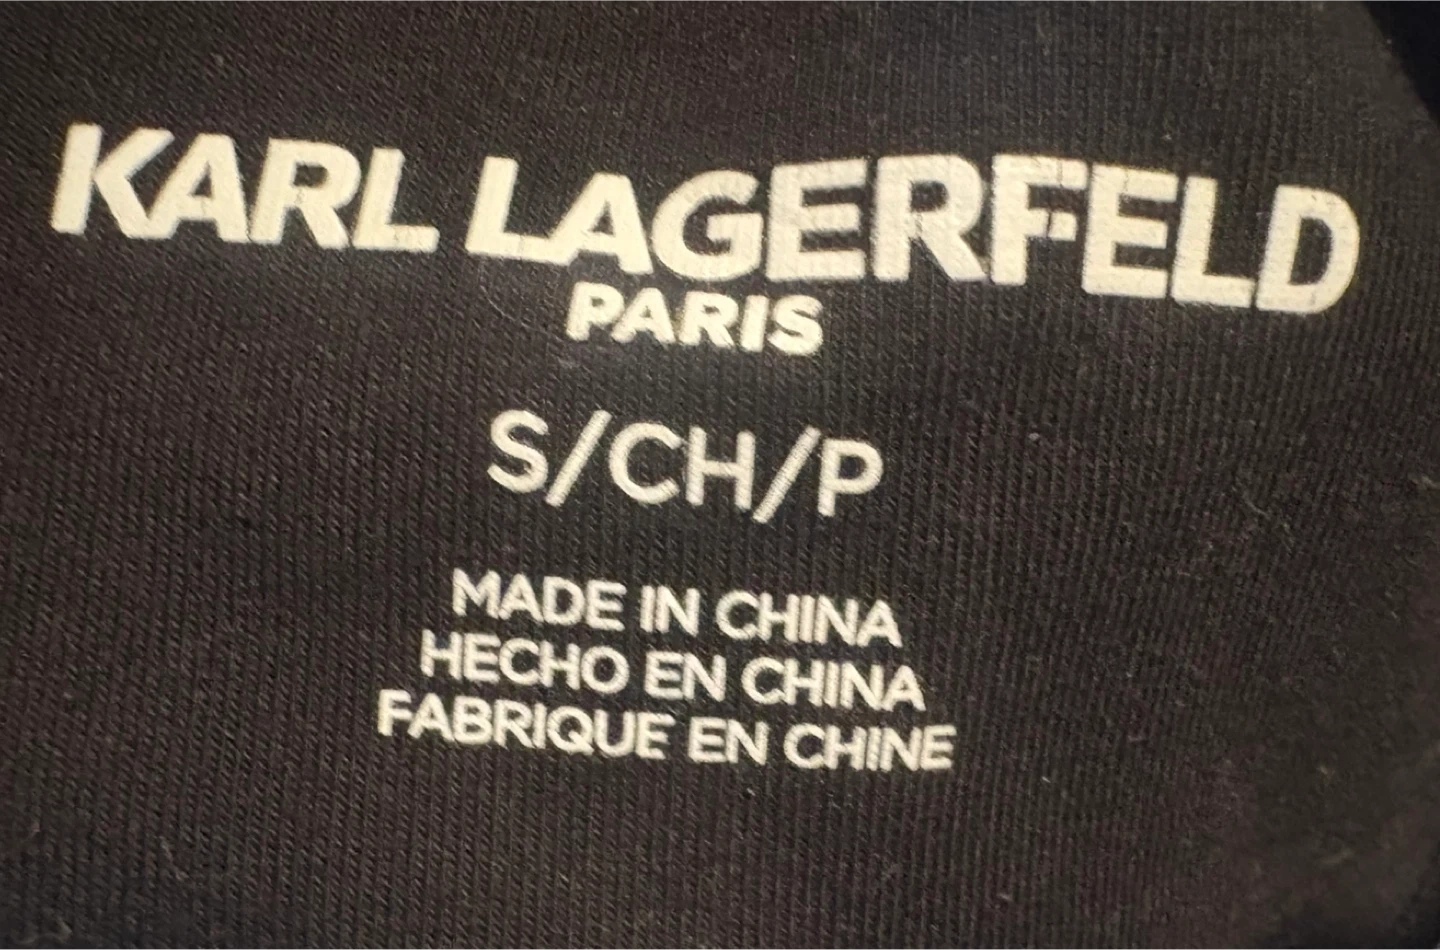 KARL LAGERFELD
PARIS
S/CH/P
MADE IN CHINA
HECHO EN CHINA
FABRIQUE EN CHINE